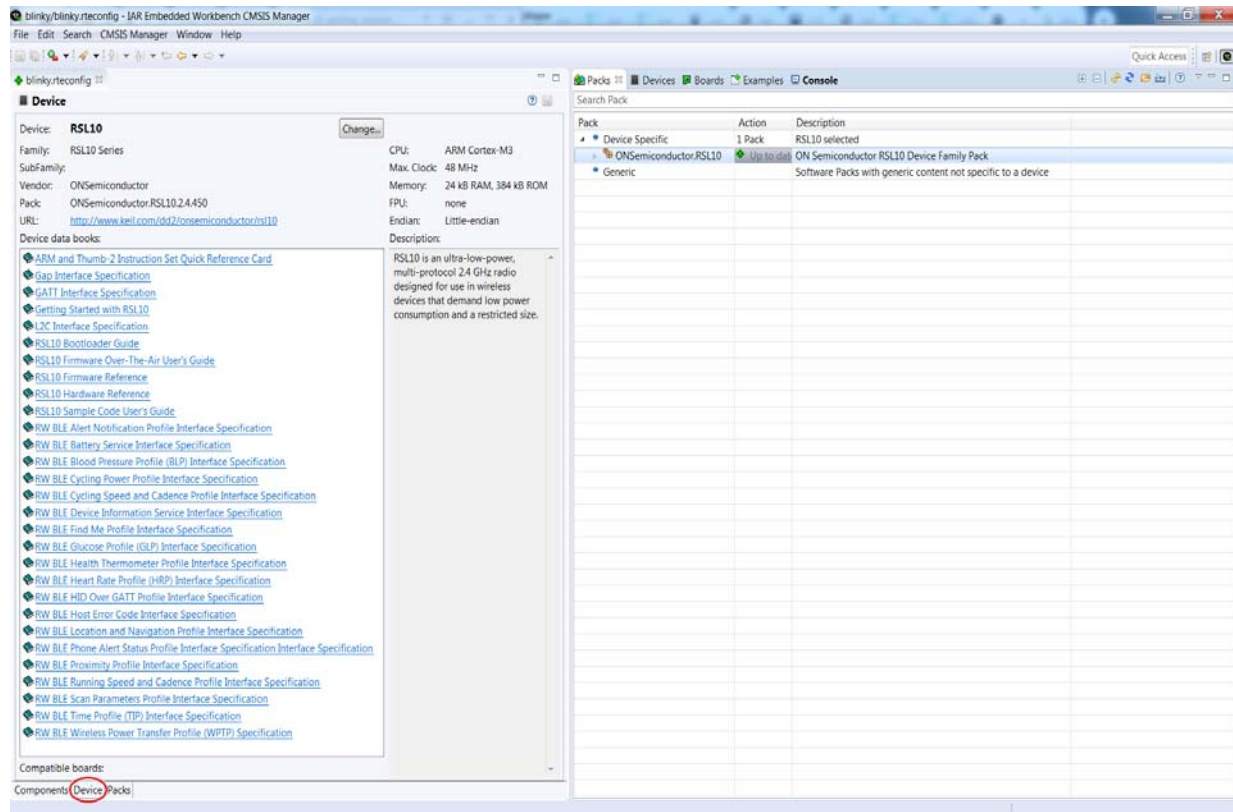 blinky/blinky.rteconfig - IAR Embedded Workbench CMSIS Manager
File Edit Search CMSIS Manager Window Help
Quick Access
blinky.rteconfig
Device
Device: RSL10 Change...
Family: RSL10 Series
SubFamily:
Vendor: ONSemiconductor
Pack: ONSemiconductor.RSL10.2.4.450
URL: http://www.keil.com/dd2/onsemiconductor/rsl10
CPU: ARM Cortex-M3
Max. Clock: 48 MHz
Memory: 24 kB RAM, 384 kB ROM
FPU: none
Endian: Little-endian
Device data books:
ARM and Thumb-2 Instruction Set Quick Reference Card
Gap Interface Specification
GATT Interface Specification
Getting Started with RSL10
L2C Interface Specification
RSL10 Bootloader Guide
RSL10 Firmware Over-The-Air User's Guide
RSL10 Firmware Reference
RSL10 Hardware Reference
RSL10 Sample Code User's Guide
RW BLE Alert Notification Profile Interface Specification
RW BLE Battery Service Interface Specification
RW BLE Blood Pressure Profile (BLP) Interface Specification
RW BLE Cycling Power Profile Interface Specification
RW BLE Cycling Speed and Cadence Profile Interface Specification
RW BLE Device Information Service Interface Specification
RW BLE Find Me Profile Interface Specification
RW BLE Glucose Profile (GLP) Interface Specification
RW BLE Health Thermometer Profile Interface Specification
RW BLE Heart Rate Profile (HRP) Interface Specification
RW BLE HID Over GATT Profile Interface Specification
RW BLE Host Error Code Interface Specification
RW BLE Location and Navigation Profile Interface Specification
RW BLE Phone Alert Status Profile Interface Specification Interface Specification
RW BLE Proximity Profile Interface Specification
RW BLE Running Speed and Cadence Profile Interface Specification
RW BLE Scan Parameters Profile Interface Specification
RW BLE Time Profile (TIP) Interface Specification
RW BLE Wireless Power Transfer Profile (WPTP) Specification
Description:
RSL10 is an ultra-low-power,
multi-protocol 2.4 GHz radio
designed for use in wireless
devices that demand low power
consumption and a restricted size.
Compatible boards:
Components Device Packs
Packs Devices Boards Examples Console
Search Pack
Pack Action Description
Device Specific 1 Pack RSL10 selected
ONSemiconductor.RSL10 Up to dat ON Semiconductor RSL10 Device Family Pack
Generic Software Packs with generic content not specific to a device